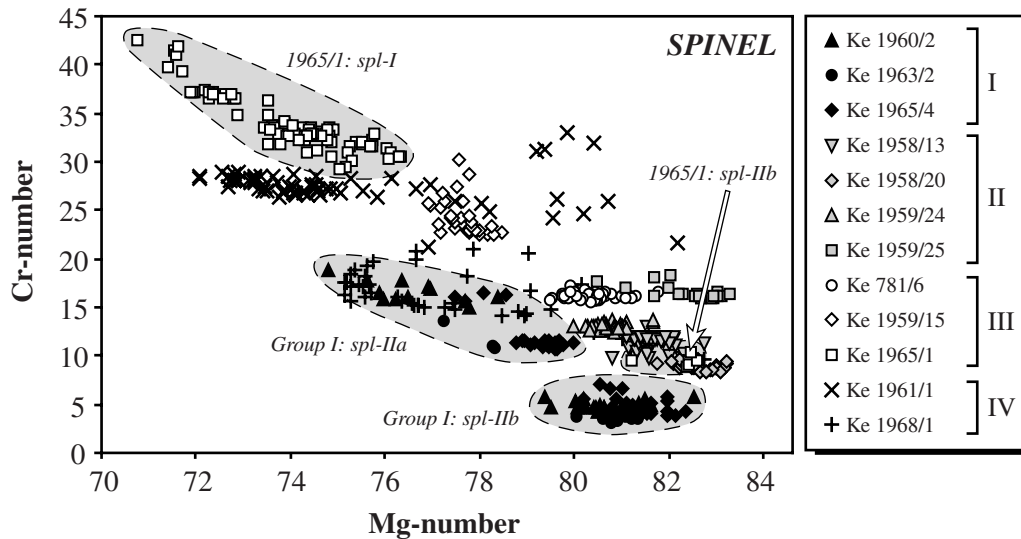 SPINEL
1965/1: spl-I
1965/1: spl-IIb
Group I: spl-IIa
Group I: spl-IIb
Cr-number
45
40
35
30
25
20
15
10
5
0
70
72
74
76
78
80
82
84
Mg-number
Ke 1960/2
Ke 1963/2
Ke 1965/4
I
Ke 1958/13
Ke 1958/20
Ke 1959/24
Ke 1959/25
II
Ke 781/6
Ke 1959/15
Ke 1965/1
III
Ke 1961/1
Ke 1968/1
IV